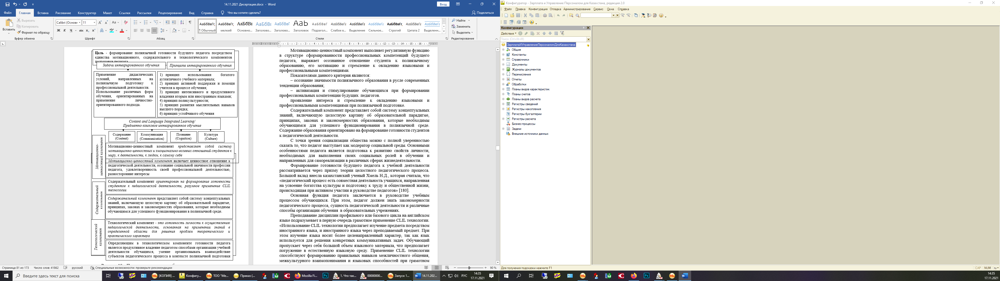 14.11.2021 Дисертация.docx - Word
Вход
Файл Главная Вставка Рисование Конструктор Макет Ссылки Рассылки Рецензирование Вид Справка Что вы хотите сделать? Поделиться
Вставить
Вырезать
Копировать
Формат по образцу
Буфер обмена
Calibri (Основн 11
Шрифт
Абзац
АаБбВвГг, АаБбВвГг, АаБбВв АаБбВв АаБбВвГ АаЬ АаБбВвГ АаБбВвГг АаБбВвГг АаБбВвГг АаБбВвГг, АаБбВвГг АаБбВвГг
¶ Обычный мелкий Основно... Заголово... Заголово... Заголовок Подзагол... Слабое в... Выделение Сильное... Строгий Цитата 2 Выделенн...
Стили
Найти
Заменить
Выделить
Редактирование
Цель - формирование полиязычной готовности будущего педагога посредством
единства мотивационного, содержательного и технологического компонентов
подготовки педагога
Задачи интегрированного обучения
Принципы интегрированного обучения
Применение дидактических
условий, направленных на
полиязычную подготовку к
профессиональной деятельности.
Использование различных форм
обучения, ориентированных на
применение личностно-
ориентированного подхода.
1) принцип использования богатого
аутентичного учебного материала;
2) принцип активной поддержки и помощи
учителя в процессе обучения;
3) принцип интенсивного и продуктивного
владения вторым или иностранным языками;
4) принцип поликультурности;
5) принцип развития мыслительных навыков
высшего порядка;
6) принцип устойчивого обучения
Content and Language Integrated Learning/
Предметно-языковое интегрированное обучение
Содержание
(Content)
Коммуникация
(Communication)
Познание
(Cognition)
Культура
(Culture)
Мотивационно-
ценностный компонент
Мотивационно-ценностный компонент представляет собой систему
мотивационно-ценностных и эмоционально-волевых отношений студентов к
миру, к деятельности, к людям, к самому себе
Мотивационно-ценностный компонент включает ценностное отношение к
педагогической деятельности, осознание социальной значимости профессии
педагога, удовлетворенность своей профессиональной деятельностью,
разносторонние интересы
Содержательный
компонент
Содержательный компонент ориентирован на формирование готовности
студентов к педагогической деятельности, разумное применение CLIL
технологии
Содержательный компонент представляет собой систему концептуальных
знаний, включающую целостную картину об образовательной парадигме,
принципах, законах и закономерностях образования, которые необходимы
обучающимся для успешного функционирования в полиязычной среде.
Технологический
компонент
Технологический компонент - это готовность личности к осуществлению
педагогической деятельности, основанная на применении знаний в
определенной области для решения проблем теоретического и
практического характера
Определяющим в технологическом компоненте готовности педагога
является продуктивное владение педагогом способами организации учебной
деятельности обучающихся, умение организовывать взаимодействие
субъектов педагогического процесса в контексте полиязычной подготовки
Мотивационно-ценностный компонент выполняет регулятивную функцию
в структуре сформированности профессиональных компетенций будущего
педагога, выражает осознанное отношение студента к полиязычному
образованию, его мотивацию и стремление к овладению языковыми и
профессиональными компетенциями.
Показателями данного критерия являются:
– осознание значимости полиязычного образования в русле современных
тенденции образования;
– активизация и стимулирование обучающихся при формировании
профессиональных компетенции будущих педагогов.
проявление интереса и стремление к овладению языковыми и
профессиональными компетенциями при полиязычной подготовке.
Содержательный компонент представляет собой систему концептуальных
знаний, включающую целостную картину об образовательной парадигме,
принципах, законах и закономерностях образования, которые необходимы
обучающимся для успешного функционирования в полиязычной среде.
Содержание образования ориентировано на формирование готовности студентов
к педагогической деятельности.
С точки зрения социализации общества можно с полной уверенностью
сказать то, что педагог выступает как модератор социальной среды. Основными
особенностями педагога является подготовка к развитию свойств личности,
необходимых для выполнения своих социальных ролей в обучении и
направленных для самореализации в различных сферах жизнедеятельности.
Формирование готовности будущего педагога к учебной деятельности
рассматривается через призму теории целостного педагогического процесса.
Большой вклад внесла казахстанский ученый Хмель Н.Д., которая считала, что
«педагогический процесс есть совместная деятельность учащихся, направленная
на усвоение богатства культуры и подготовку к труду и общественной жизни,
происходящая при активном участии и руководстве педагогов» [180].
Основная функция педагога заключается в руководстве учебным
процессом обучающихся. При этом, педагог должен знать закономерности
педагогического процесса, сущность педагогической деятельности и различные
способы организации обучения в образовательных учреждениях.
Преподавание дисциплин профильного или базового цикла на английском
языке подразумевает в первую очередь грамотное применение CLIL технологии.
«Использование CLIL технологии предполагает изучение предмета посредством
иностранного языка, и иностранного языка через преподаваемый предмет. При
этом изучение языка носит более целенаправленный характер, так как язык
используется для решения конкретных коммуникативных задач. Обучающий
пропускает через себя большой объем языкового материала, что предполагает
погружение в естественную языковую среду. Применение CLIL технологии
способствуют формированию правильных навыков межличностного общения,
межкультурного взаимопонимания и языковых способностей при грамотном
Страница 81 из 173 Число слов: 41862 русский Специальные возможности: проверьте рекомендации 90 %
Конфигуратор - Зарплата и Управление Персоналом для Казахстана, редакция 2.0
Файл Правка Конфигурация Отладка Администрирование Сервис Окна Справка
Конфигурация
Действия
Поиск (Ctrl+Alt+M)
ЗарплатаИУправлениеПерсоналомДляКазахстана
Общие
Константы
Справочники
Документы
Журналы документов
Перечисления
Отчеты
Обработки
Планы видов характеристик
Планы счетов
Планы видов расчета
Регистры сведений
Регистры накопления
Регистры бухгалтерии
Регистры расчета
Бизнес-процессы
Задачи
Внешние источники данных
Для получения подсказки нажмите F1
CAP NUM ru
Введите здесь текст для поиска
[КОПИЯ] ... Конфигу... ТОО "Ме... Приказ (... Mozilla Fi... 1. Что так... 00000000... Запуск 1... 14.11.202...
РУС
14:35
17.11.2021
14:35
17.11.2021